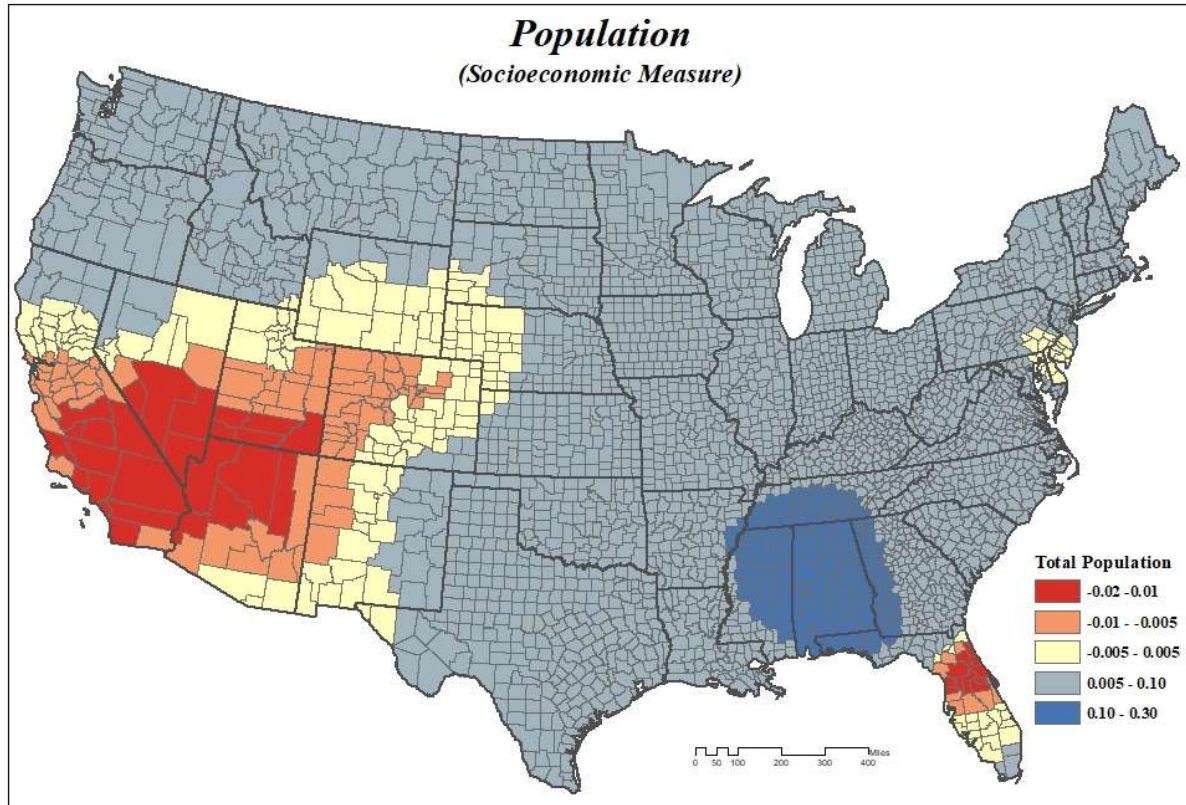 Population
(Socioeconomic Measure)
Total Population
-0.02 -0.01
-0.01 - -0.005
-0.005 - 0.005
0.005 - 0.10
0.10 - 0.30
Miles
0 50 100 200 300 400